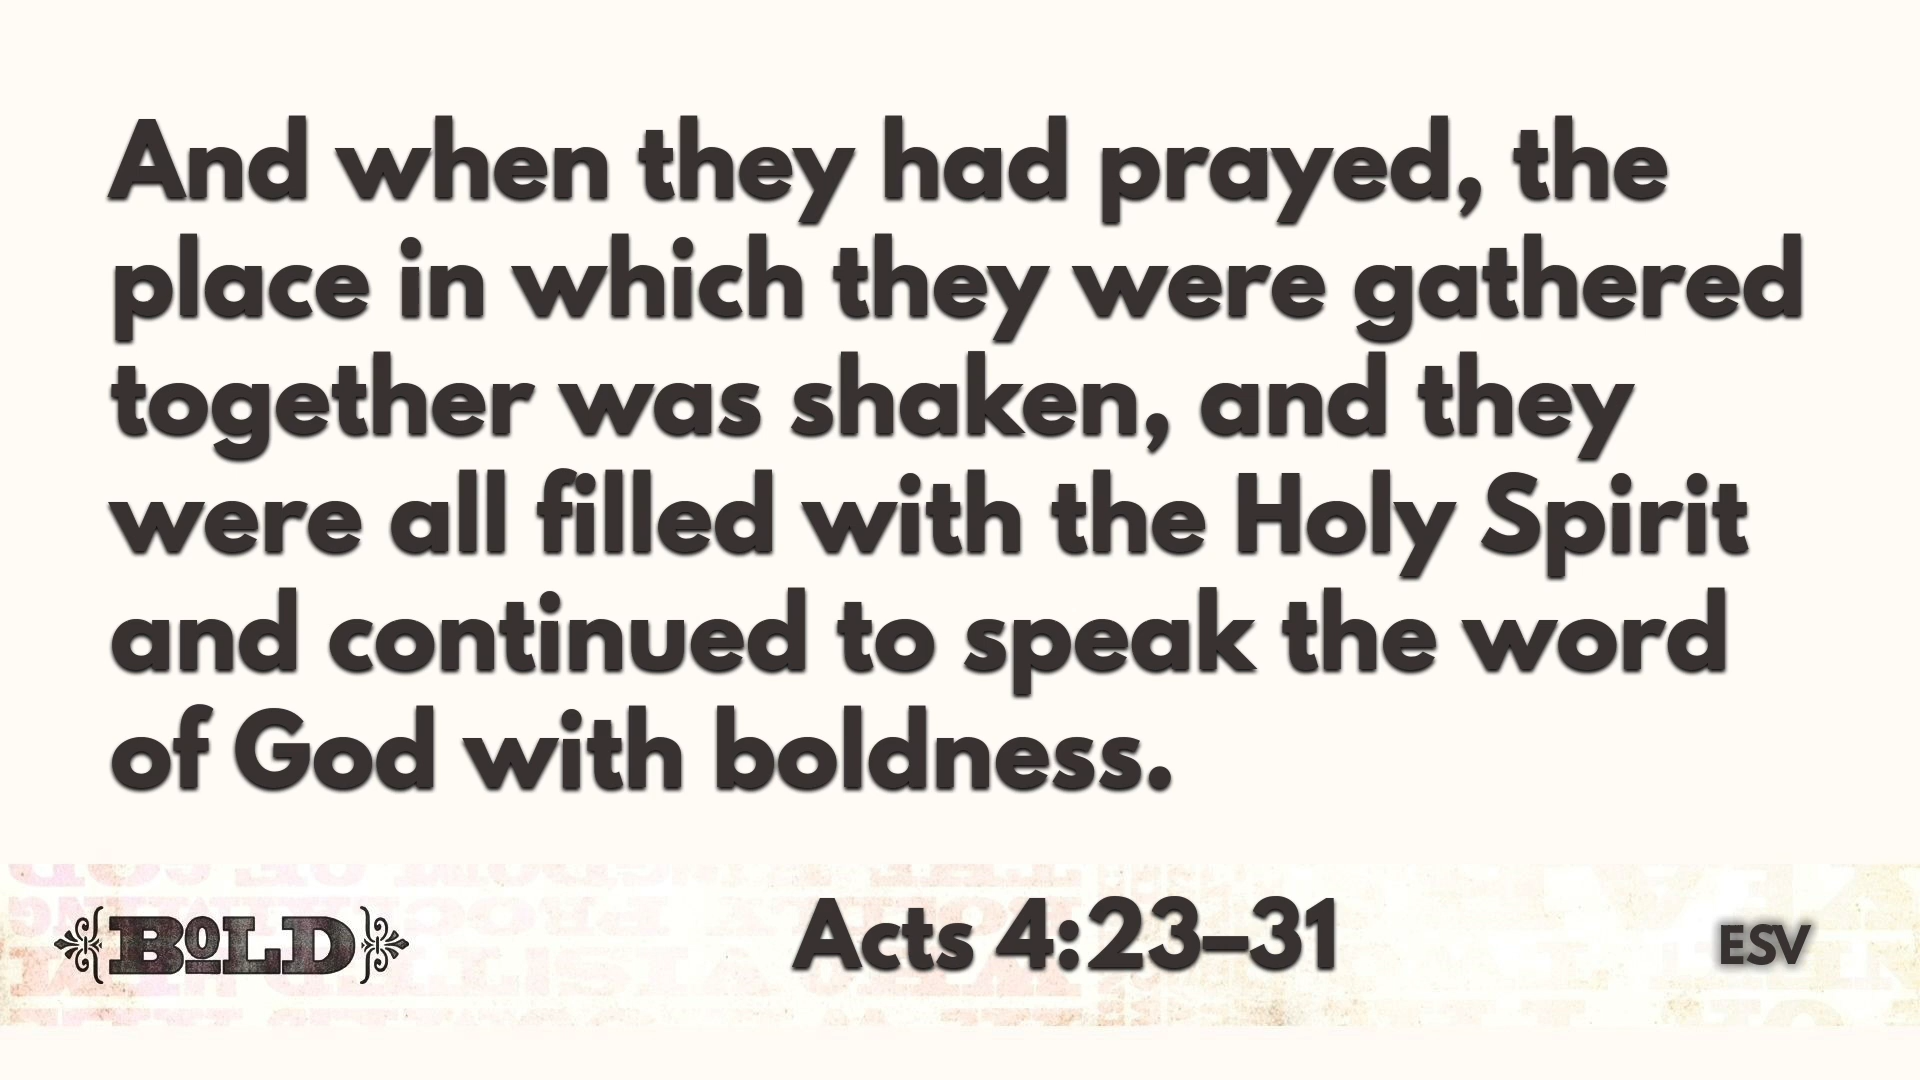 And when they had prayed, the
place in which they were gathered
together was shaken, and they
were all filled with the Holy Spirit
and continued to speak the word
of God with boldness.
BOLD
Acts 4:23–31
ESV